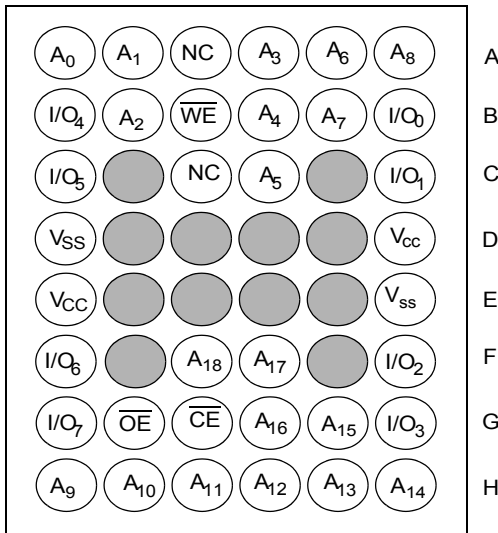 A0 A1 NC A3 A6 A8 A
I/O4 A2 WE A4 A7 I/O0 B
I/O5 NC A5 I/O1 C
VSS Vcc D
VCC Vss E
I/O6 A18 A17 I/O2 F
I/O7 OE CE A16 A15 I/O3 G
A9 A10 A11 A12 A13 A14 H